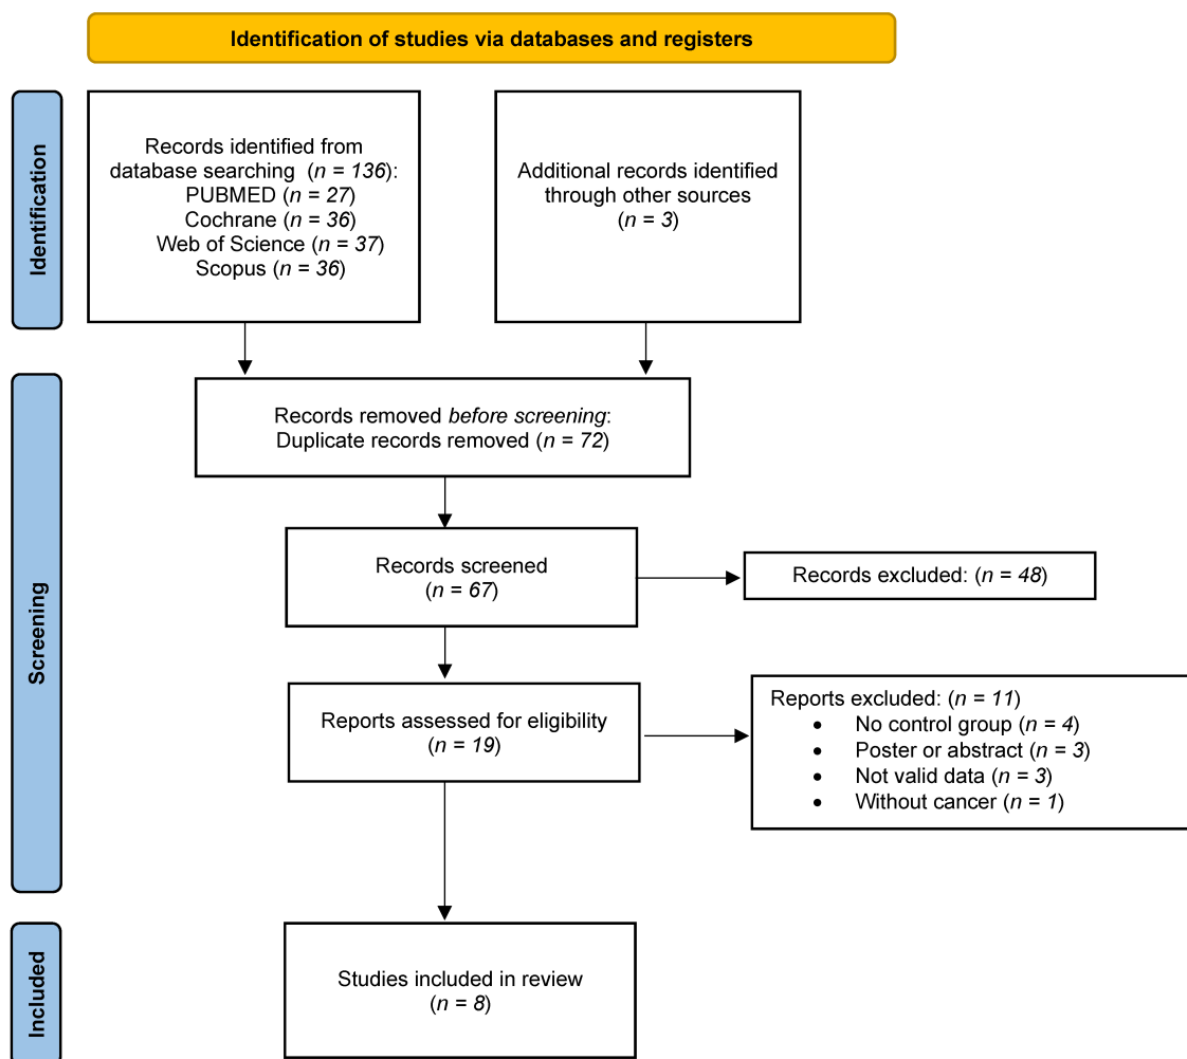 Identification of studies via databases and registers
Identification
Records identified from
database searching (n = 136):
PUBMED (n = 27)
Cochrane (n = 36)
Web of Science (n = 37)
Scopus (n = 36)
Additional records identified
through other sources
(n = 3)
Screening
Records removed before screening:
Duplicate records removed (n = 72)
Records screened
(n = 67)
Records excluded: (n = 48)
Reports assessed for eligibility
(n = 19)
Reports excluded: (n = 11)
• No control group (n = 4)
• Poster or abstract (n = 3)
• Not valid data (n = 3)
• Without cancer (n = 1)
Included
Studies included in review
(n = 8)